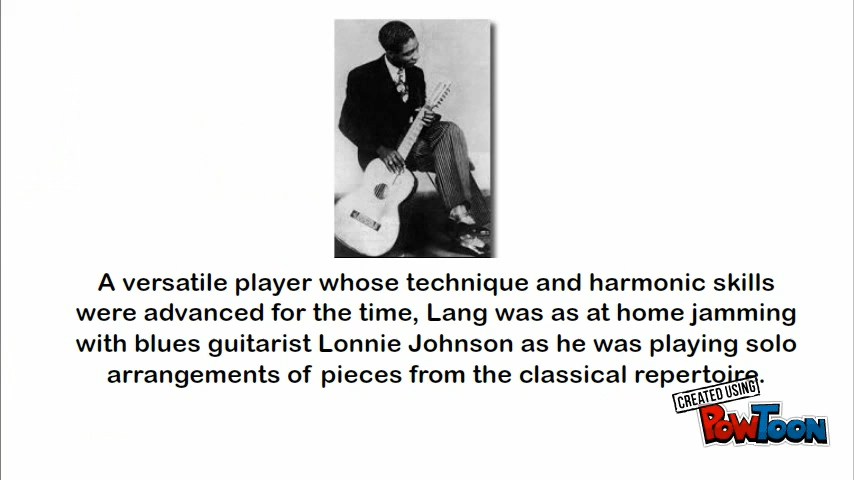 A versatile player whose technique and harmonic skills
were advanced for the time, Lang was as at home jamming
with blues guitarist Lonnie Johnson as he was playing solo
arrangements of pieces from the classical repertoire.
CREATED USING
POWTOON